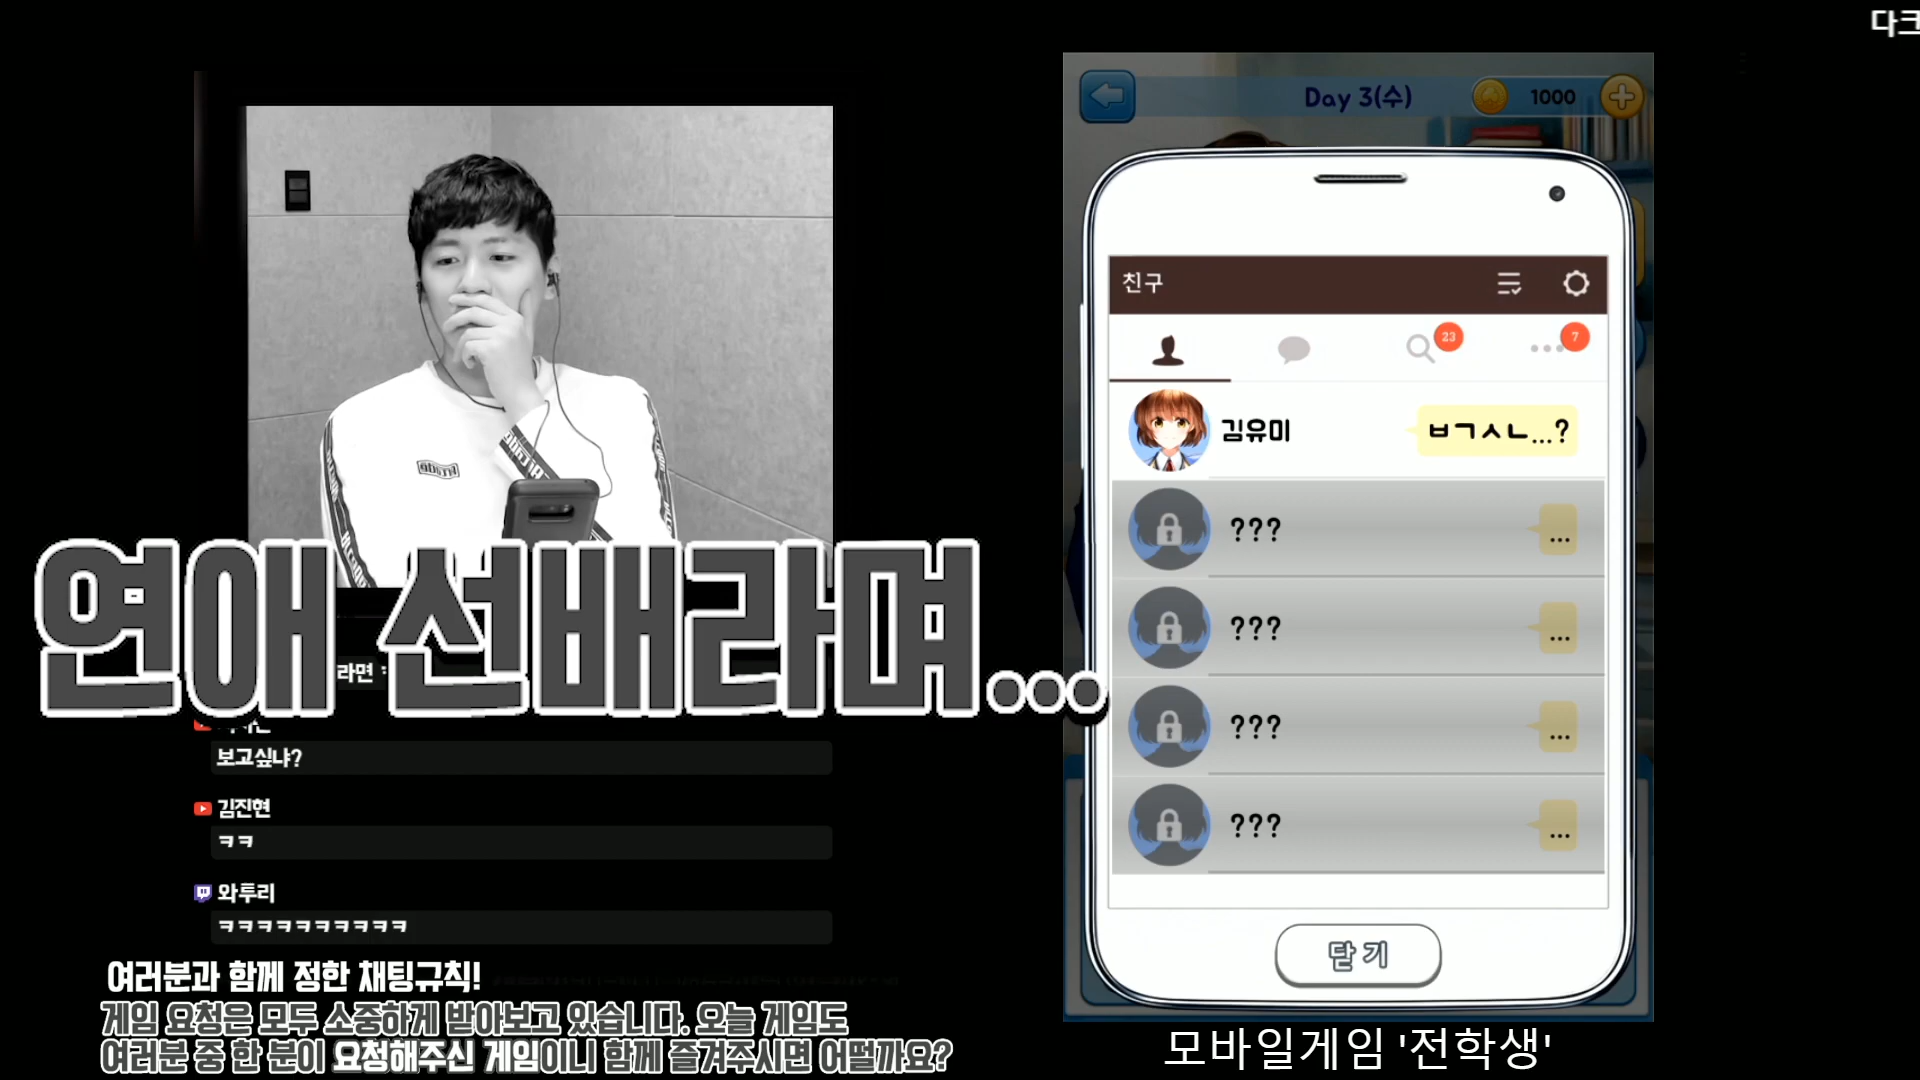 다크
Day 3(수)
1000
친구
23
7
김유미
ㅂㄱㅅㄴ...?
???
...
???
...
???
...
???
...
닫기
모바일게임 '전학생'
연애 선배라며...
라면
보고싶냐?
김진현
ㅋㅋ
와투리
ㅋㅋㅋㅋㅋㅋㅋㅋㅋㅋ
여러분과 함께 정한 채팅규칙!
게임 요청은 모두 소중하게 받아보고 있습니다. 오늘 게임도
여러분 중 한 분이 요청해주신 게임이니 함께 즐겨주시면 어떨까요?